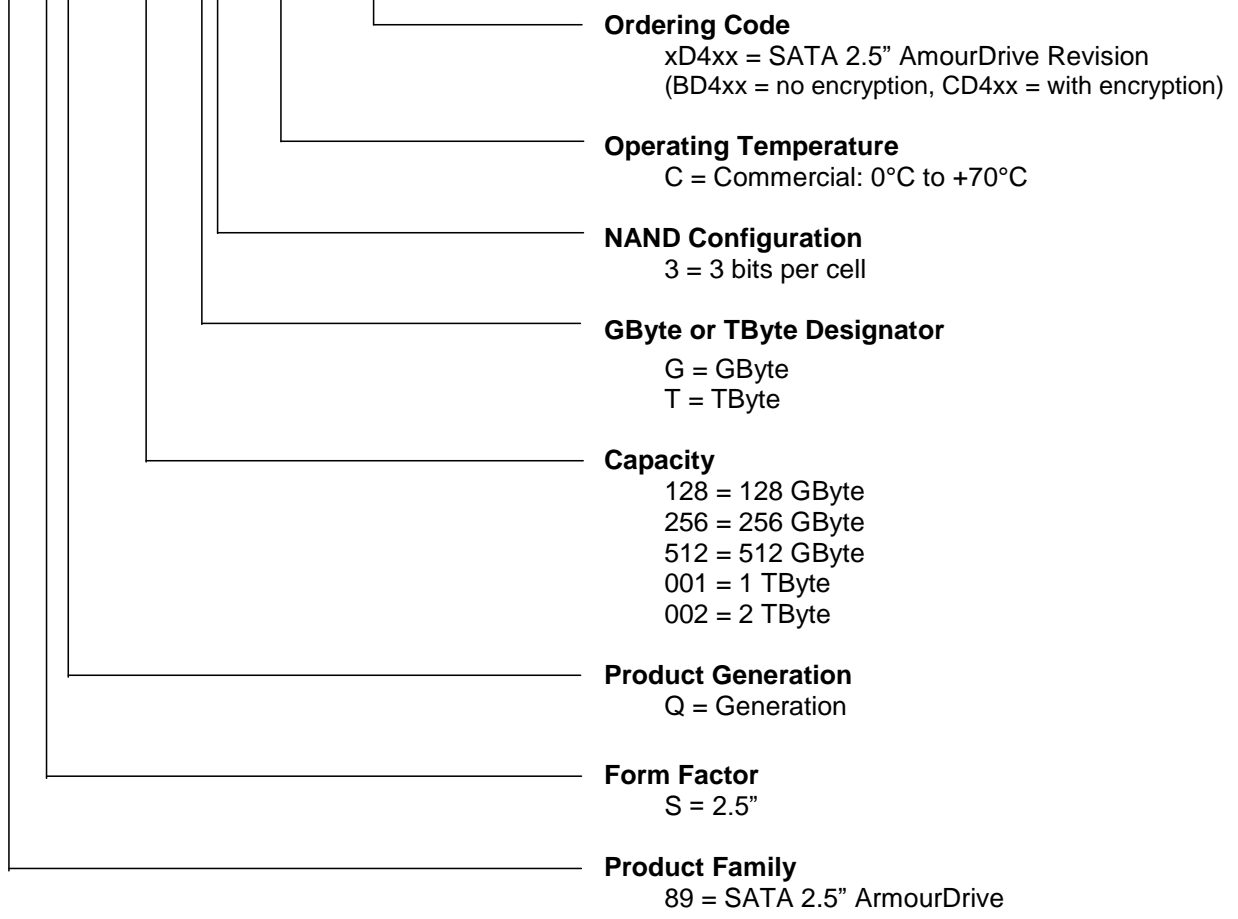 Ordering Code
xD4xx = SATA 2.5” AmourDrive Revision
(BD4xx = no encryption, CD4xx = with encryption)
Operating Temperature
C = Commercial: 0°C to +70°C
NAND Configuration
3 = 3 bits per cell
GByte or TByte Designator
G = GByte
T = TByte
Capacity
128 = 128 GByte
256 = 256 GByte
512 = 512 GByte
001 = 1 TByte
002 = 2 TByte
Product Generation
Q = Generation
Form Factor
S = 2.5”
Product Family
89 = SATA 2.5” ArmourDrive